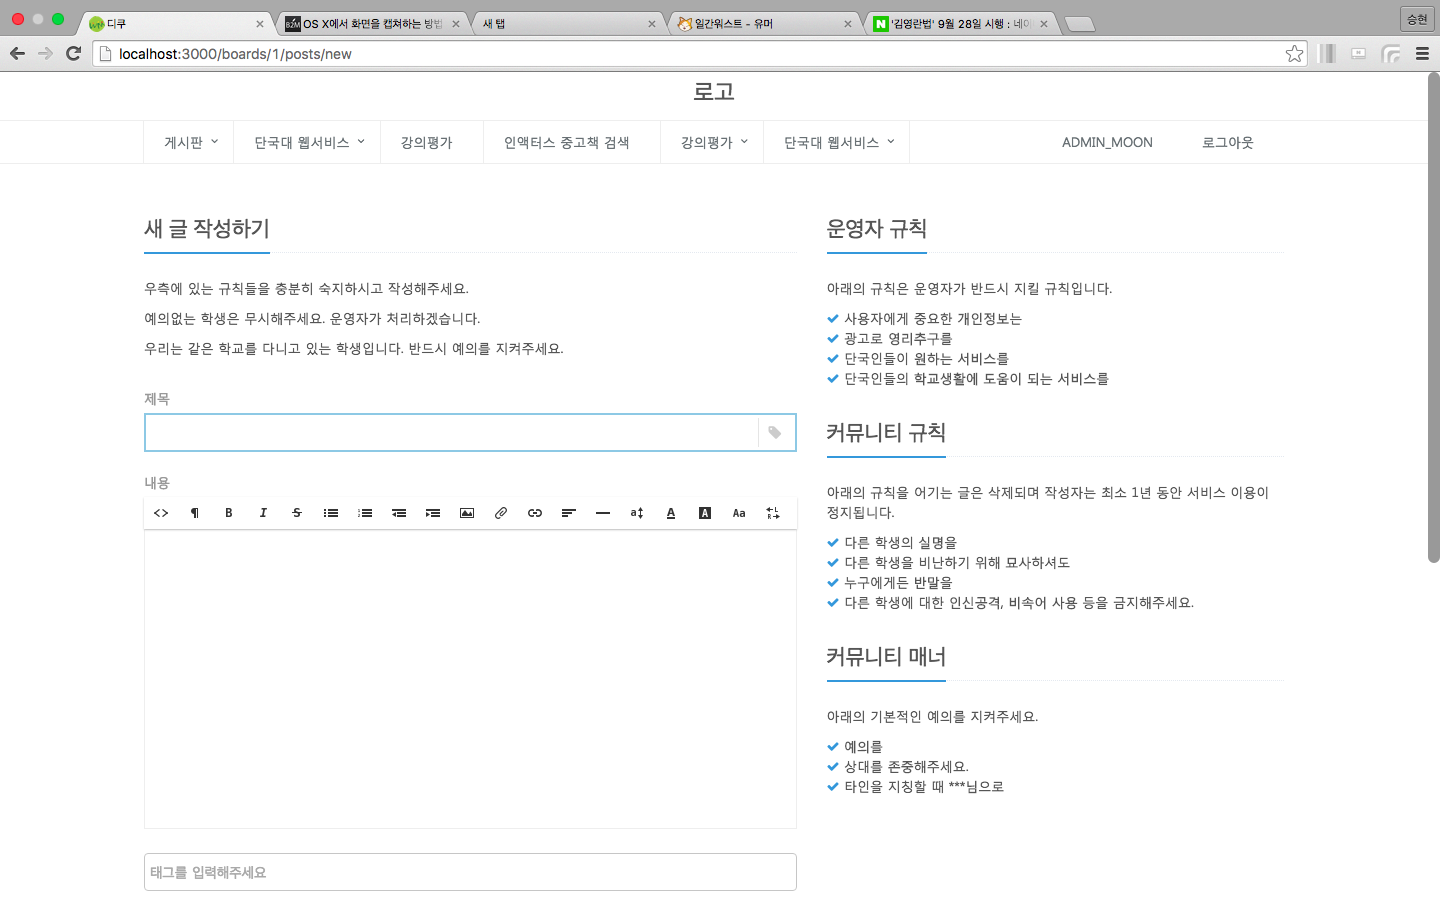 디쿠
OS X에서 화면을 캡쳐하는 방법
새 탭
일간워스트 - 유머
'김영란법' 9월 28일 시행 : 네이
승현
localhost:3000/boards/1/posts/new
로고
게시판
단국대 웹서비스
강의평가
인액터스 중고책 검색
강의평가
단국대 웹서비스
ADMIN_MOON
로그아웃
새 글 작성하기
우측에 있는 규칙들을 충분히 숙지하시고 작성해주세요.
예의없는 학생은 무시해주세요. 운영자가 처리하겠습니다.
우리는 같은 학교를 다니고 있는 학생입니다. 반드시 예의를 지켜주세요.
제목
내용
태그를 입력해주세요
운영자 규칙
아래의 규칙은 운영자가 반드시 지킬 규칙입니다.
사용자에게 중요한 개인정보는
광고로 영리추구를
단국인들이 원하는 서비스를
단국인들의 학교생활에 도움이 되는 서비스를
커뮤니티 규칙
아래의 규칙을 어기는 글은 삭제되며 작성자는 최소 1년 동안 서비스 이용이
정지됩니다.
다른 학생의 실명을
다른 학생을 비난하기 위해 묘사하셔도
누구에게든 반말을
다른 학생에 대한 인신공격, 비속어 사용 등을 금지해주세요.
커뮤니티 매너
아래의 기본적인 예의를 지켜주세요.
예의를
상대를 존중해주세요.
타인을 지칭할 때 ***님으로